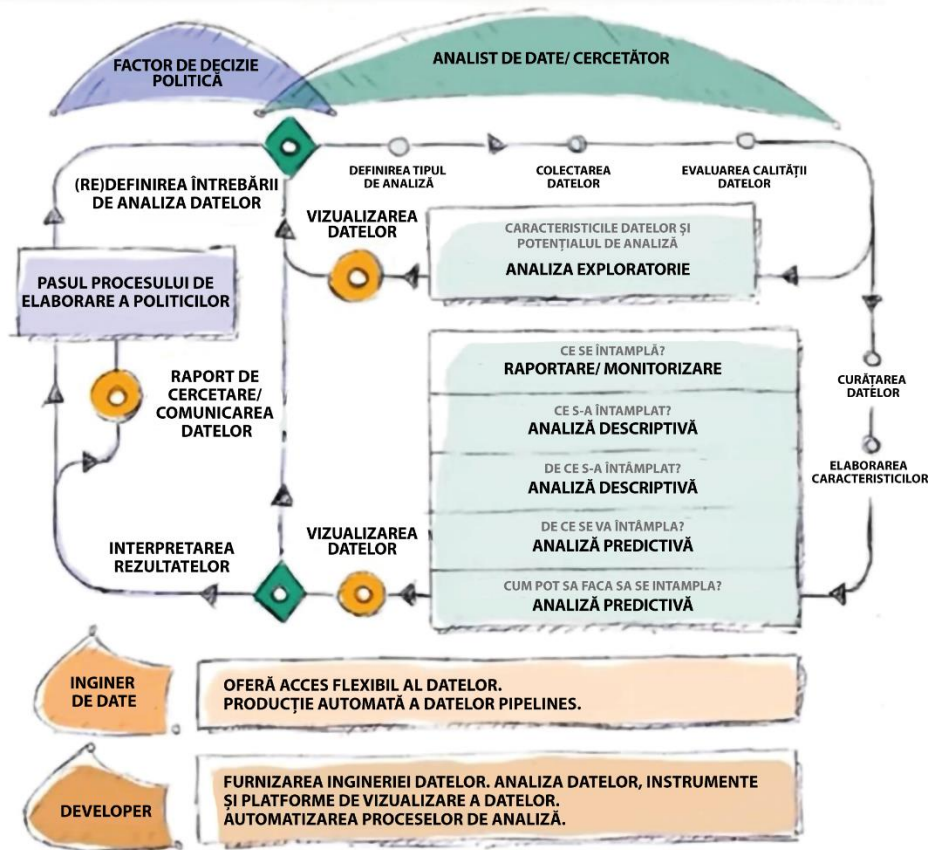 FACTOR DE DECIZIE
POLITICĂ
ANALIST DE DATE/ CERCETĂTOR
(RE)DEFINIREA ÎNTREBĂRII
DE ANALIZA DATELOR
DEFINIREA TIPUL
DE ANALIZĂ
COLECTAREA
DATELOR
EVALUAREA CALITĂȚII
DATELOR
VIZUALIZAREA
DATELOR
CARACTERISTICILE DATELOR ȘI
POTENȚIALUL DE ANALIZĂ
ANALIZA EXPLORATORIE
PASUL PROCESULUI DE
ELABORARE A POLITICILOR
RAPORT DE
CERCETARE/
COMUNICAREA
DATELOR
CE SE ÎNTAMPLĂ?
RAPORTARE/ MONITORIZARE
CE S-A ÎNTAMPLAT?
ANALIZĂ DESCRIPTIVĂ
DE CE S-A ÎNTÂMPLAT?
ANALIZĂ DESCRIPTIVĂ
DE CE SE VA ÎNTÂMPLA?
ANALIZĂ PREDICTIVĂ
CUM POT SA FACA SA SE INTAMPLA?
ANALIZĂ PREDICTIVĂ
CURĂȚAREA
DATELOR
ELABORAREA
CARACTERISTICILOR
INTERPRETAREA
REZULTATELOR
VIZUALIZAREA
DATELOR
INGINER
DE DATE
OFERĂ ACCES FLEXIBIL AL DATELOR.
PRODUCȚIE AUTOMATĂ A DATELOR PIPELINES.
DEVELOPER
FURNIZAREA INGINERIEI DATELOR. ANALIZA DATELOR, INSTRUMENTE
ȘI PLATFORME DE VIZUALIZARE A DATELOR.
AUTOMATIZAREA PROCESELOR DE ANALIZĂ.